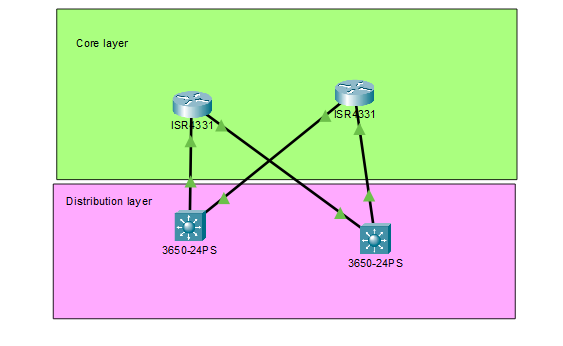 Core layer
ISR4331
ISR4331
Distribution layer
3650-24PS
3650-24PS